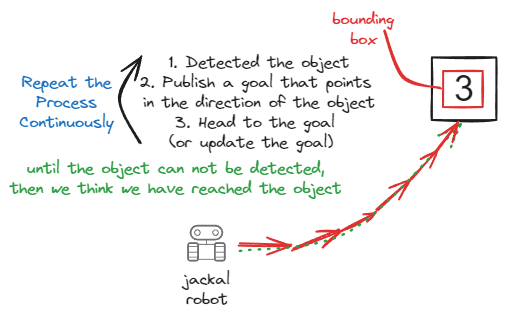 bounding
box
1. Detected the object
2. Publish a goal that points
in the direction of the object
3. Head to the goal
(or update the goal)
Repeat the
Process
Continuously
until the object can not be detected,
then we think we have reached the object
3
jackal
robot